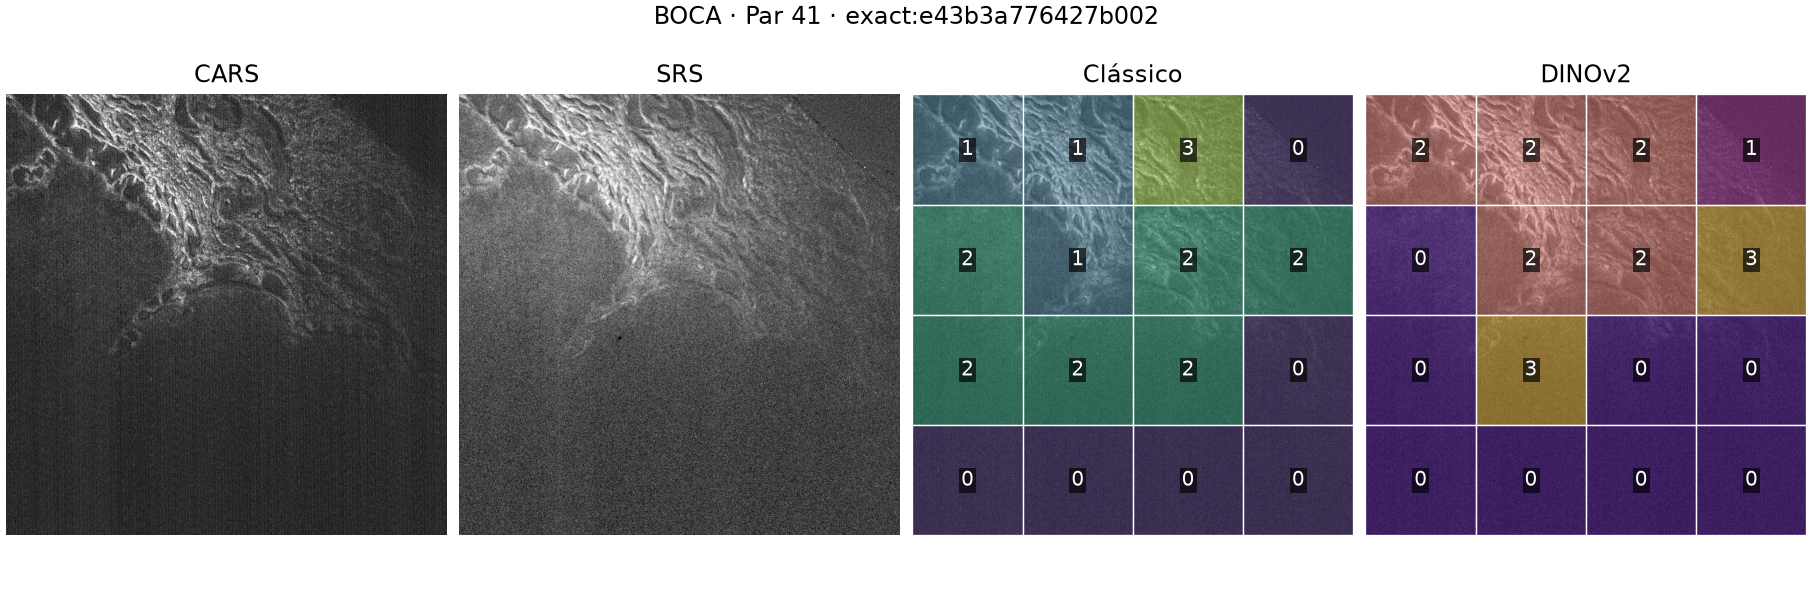 BOCA · Par 41 · exact:e43b3a776427b002
CARS SRS Clássico DINOv2
1 1 3 0 2 2 2 1
2 1 2 2 0 2 2 3
2 2 2 0 0 3 0 0
0 0 0 0 0 0 0 0